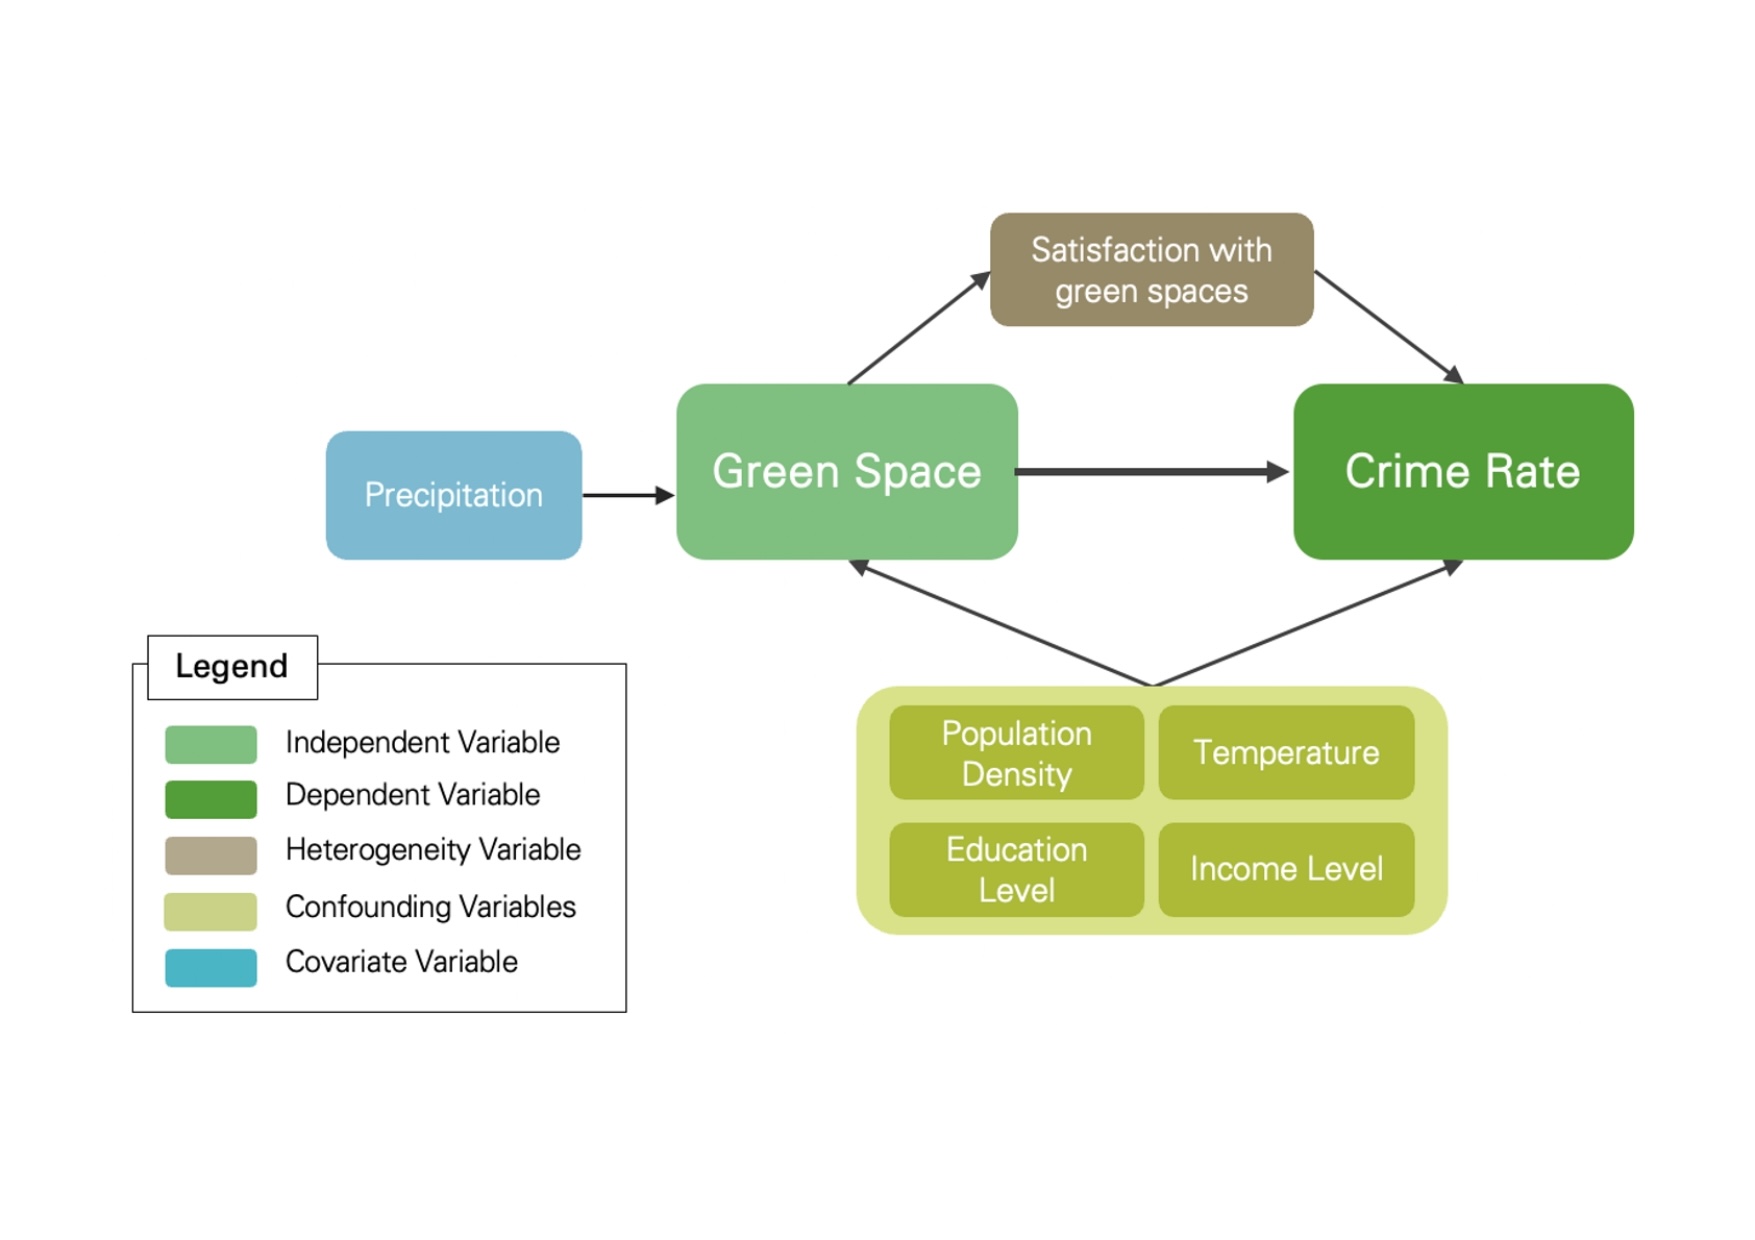 Satisfaction with
green spaces
Precipitation
Green Space
Crime Rate
Legend
Independent Variable
Dependent Variable
Heterogeneity Variable
Confounding Variables
Covariate Variable
Population
Density
Temperature
Education
Level
Income Level